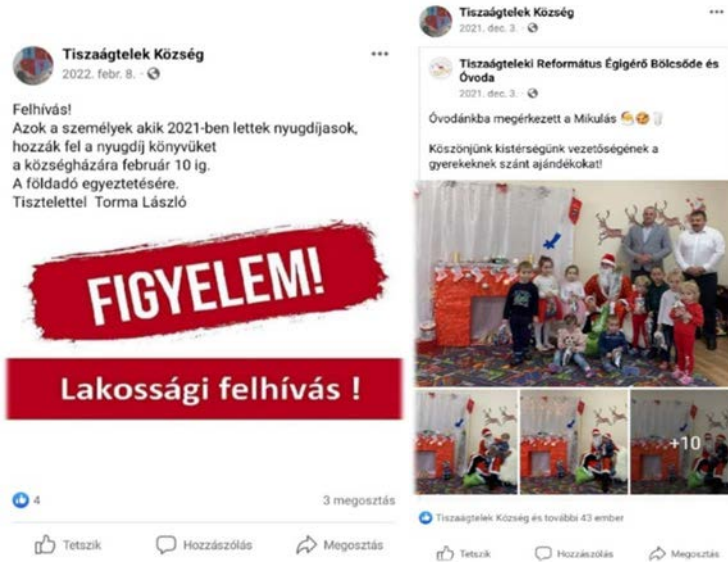 Tiszaágtelek Község
2022. febr. 8. ·
Felhívás!
Azok a személyek akik 2021-ben lettek nyugdíjasok,
hozzák fel a nyugdíj könyvüket
a községházára február 10 ig.
A földadó egyeztetésére.
Tisztelettel Torma László
FIGYELEM!
Lakossági felhívás !
4
3 megosztás
Tetszik
Hozzászólás
Megosztás
Tiszaágtelek Község
2021. dec. 3. ·
Tiszaágteleki Református Égigérő Bölcsőde és
Óvoda
2021. dec. 3. ·
Óvodánkba megérkezett a Mikulás 🎅🍪🥛
Köszönjünk kistérségünk vezetőségének a
gyerekeknek szánt ajándékokat!
+10
Tiszaágtelek Község és további 43 ember
Tetszik
Hozzászólás
Megosztás